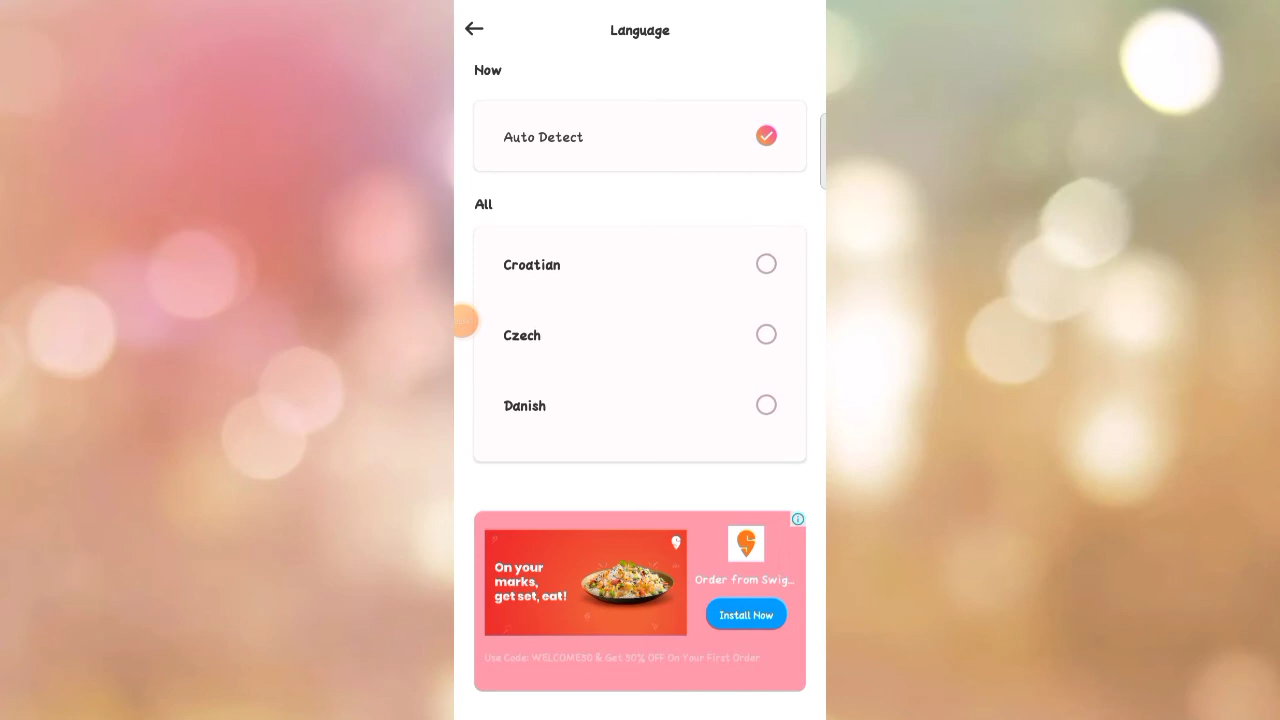 Language
Now
Auto Detect
All
Croatian
Czech
Danish
On your
marks,
get set, eat!
Order from Swig...
Install Now
Use Code: WELCOME50 & Get 50% OFF On Your First Order